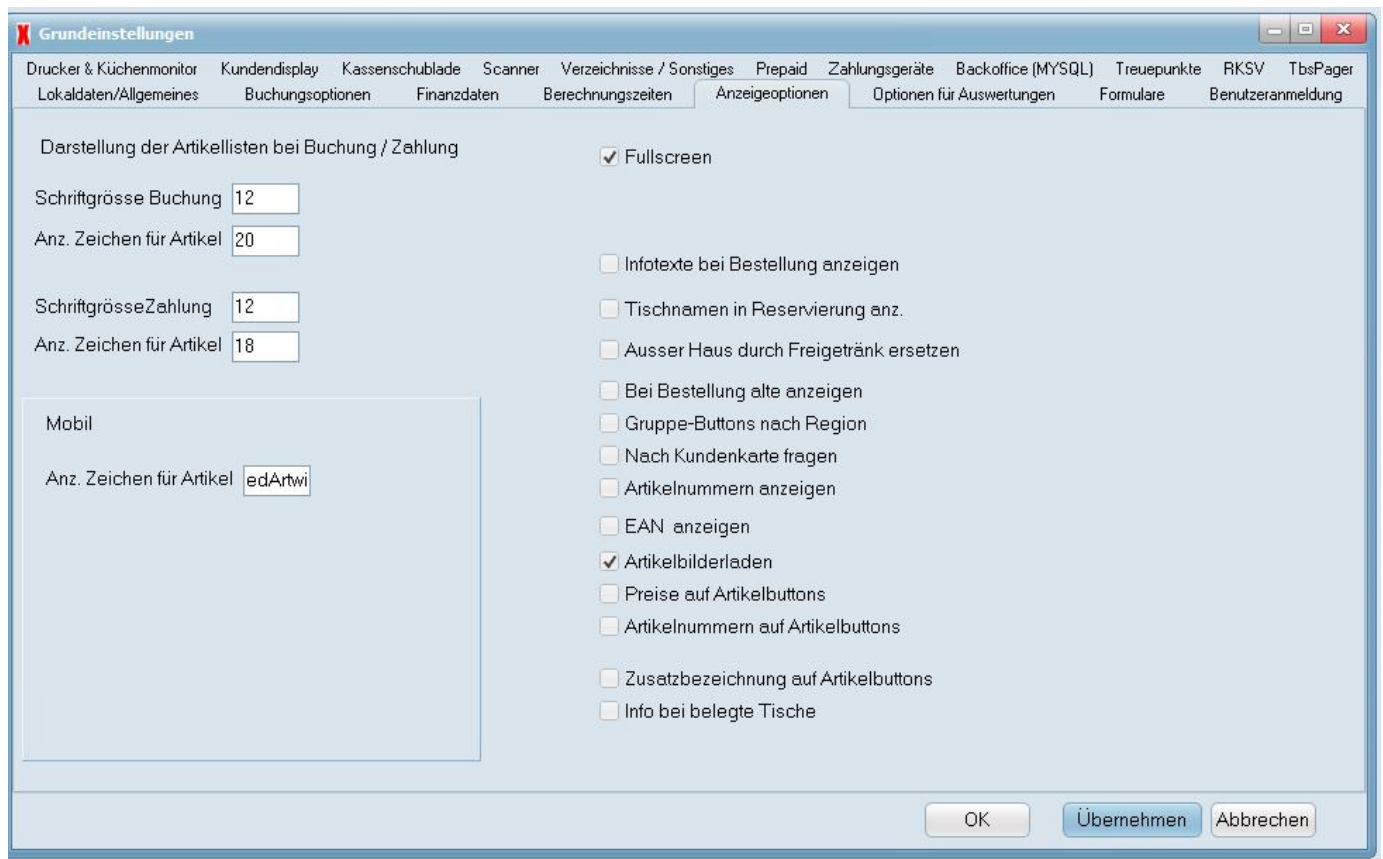 Grundeinstellungen
Drucker & Küchenmonitor Kundendisplay Kassenschublade Scanner Verzeichnisse / Sonstiges Prepaid Zahlungsgeräte Backoffice (MYSQL) Treuepunkte RKSV TbsPager
Lokaldaten/Allgemeines Buchungsoptionen Finanzdaten Berechnungszeiten Anzeigeoptionen Optionen für Auswertungen Formulare Benutzeranmeldung
Darstellung der Artikellisten bei Buchung / Zahlung
Schriftgrösse Buchung 12
Anz. Zeichen für Artikel 20
SchriftgrösseZahlung 12
Anz. Zeichen für Artikel 18
Mobil
Anz. Zeichen für Artikel edArtwi
Fullscreen
Infotexte bei Bestellung anzeigen
Tischnamen in Reservierung anz.
Ausser Haus durch Freigetränk ersetzen
Bei Bestellung alte anzeigen
Gruppe-Buttons nach Region
Nach Kundenkarte fragen
Artikelnummern anzeigen
EAN anzeigen
Artikelbilderladen
Preise auf Artikelbuttons
Artikelnummern auf Artikelbuttons
Zusatzbezeichnung auf Artikelbuttons
Info bei belegte Tische
OK Übernehmen Abbrechen